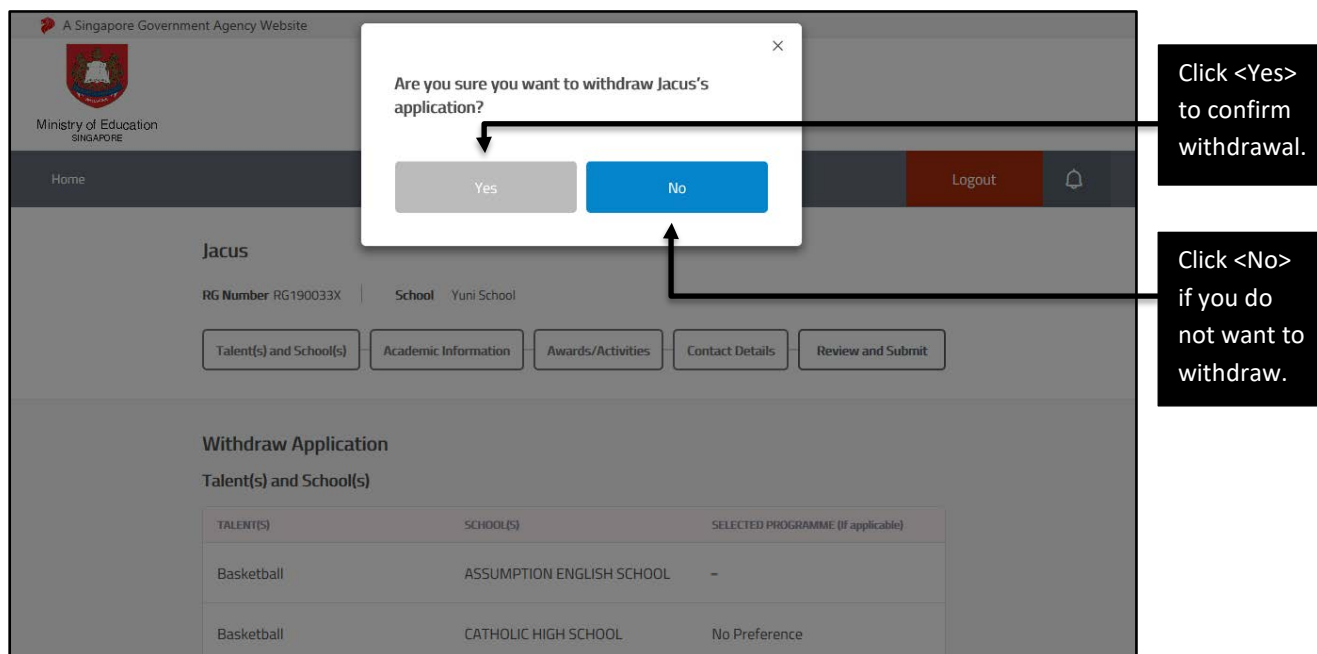 A Singapore Government Agency Website
Ministry of Education
SINGAPORE
Are you sure you want to withdraw Jacus's
application?
Yes
No
Home
Logout
Jacus
RG Number RG190033X
School Yuni School
Talent(s) and School(s)
Academic Information
Awards/Activities
Contact Details
Review and Submit
Withdraw Application
Talent(s) and School(s)
TALENT(S) SCHOOL(S) SELECTED PROGRAMME (If applicable)
Basketball ASSUMPTION ENGLISH SCHOOL –
Basketball CATHOLIC HIGH SCHOOL No Preference
Click <Yes>
to confirm
withdrawal.
Click <No>
if you do
not want to
withdraw.